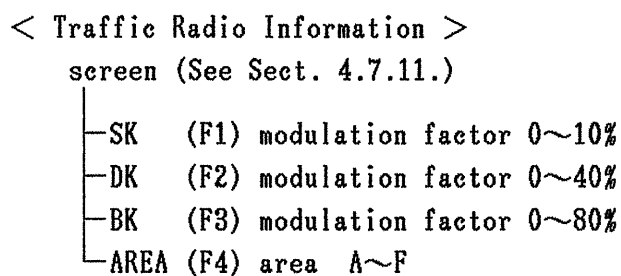 < Traffic Radio Information >
screen (See Sect. 4.7.11.)
SK (F1) modulation factor 0~10%
DK (F2) modulation factor 0~40%
BK (F3) modulation factor 0~80%
AREA (F4) area A~F